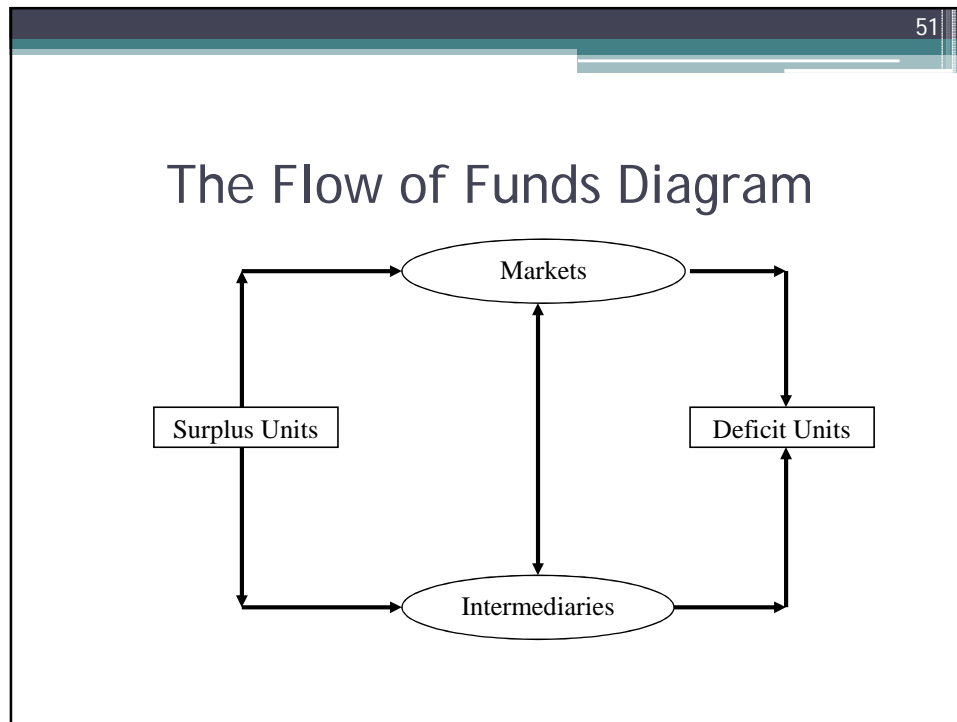 51
The Flow of Funds Diagram
Markets
Surplus Units
Deficit Units
Intermediaries